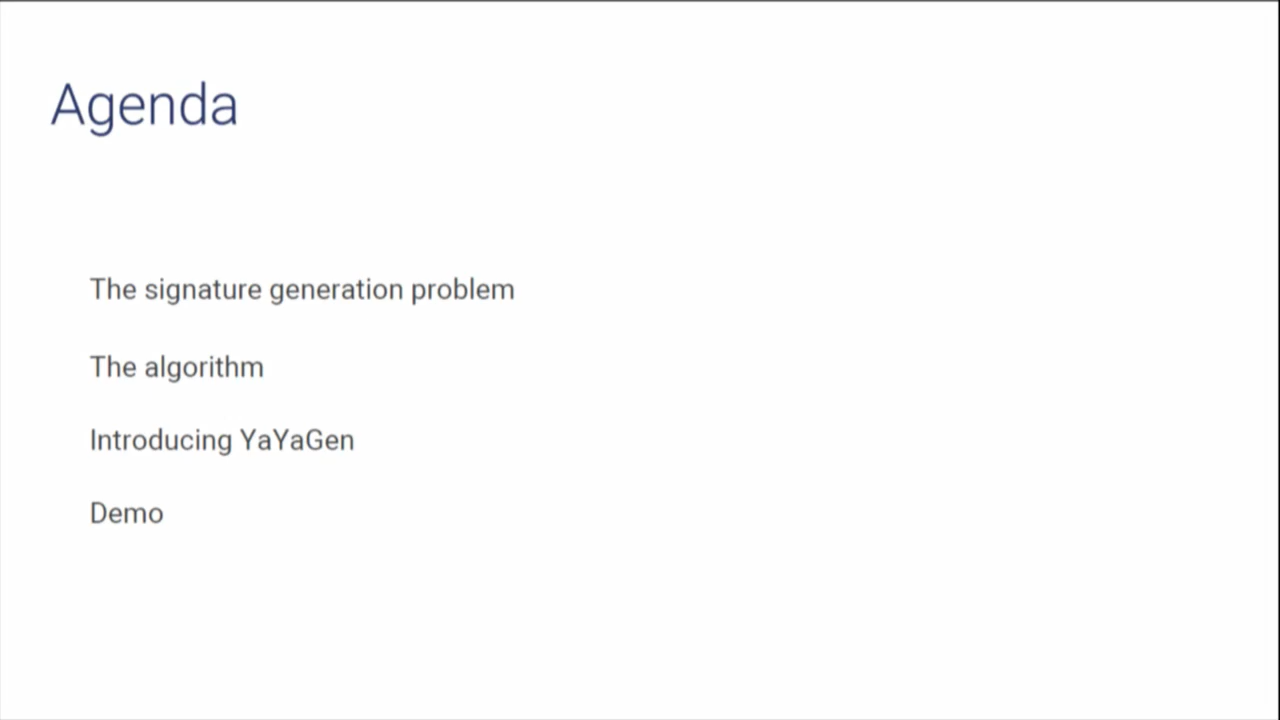 Agenda
The signature generation problem
The algorithm
Introducing YaYaGen
Demo